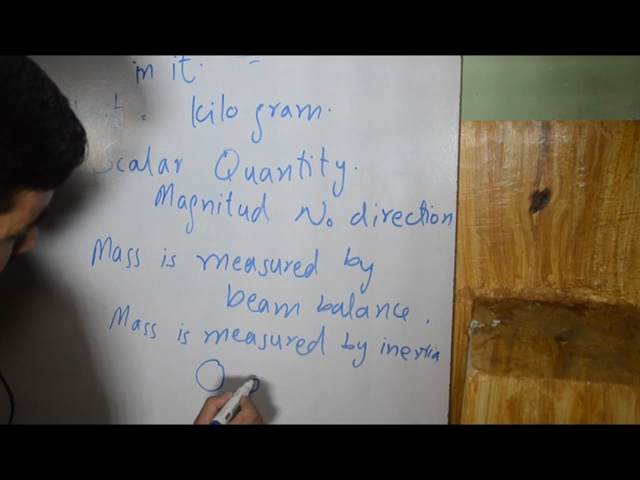 in it.
kilo gram.
Scalar Quantity.
Magnitud No direction
Mass is measured by
beam balance.
Mass is measured by inertia